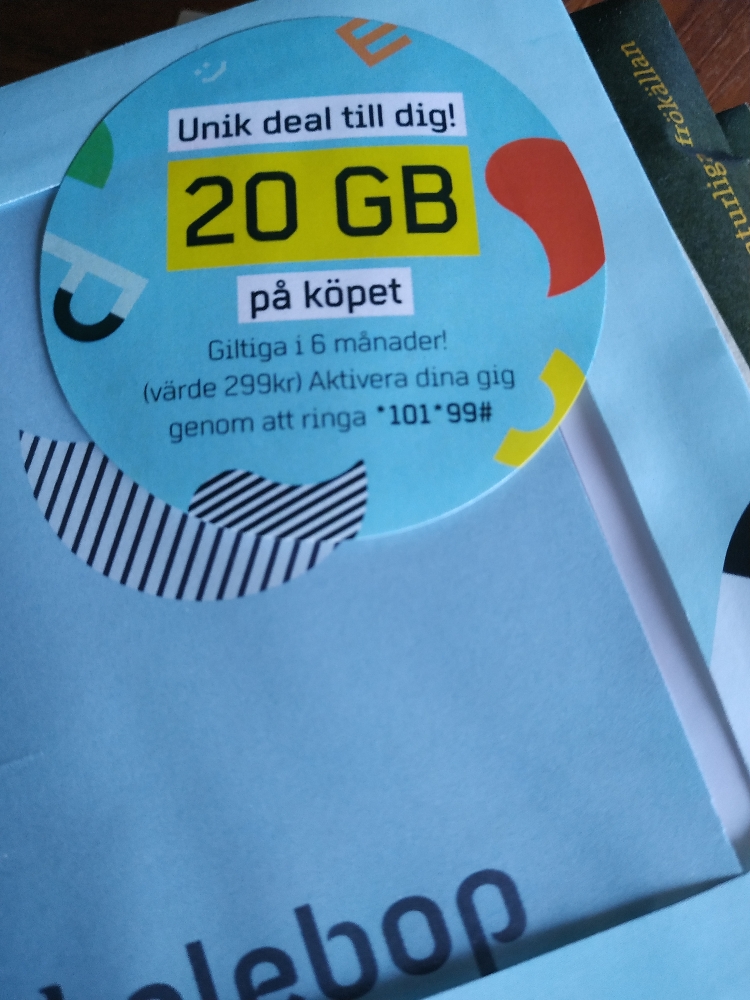 Unik deal till dig!
20 GB
på köpet
Giltiga i 6 månader!
(värde 299kr) Aktivera dina gig
genom att ringa *101*99#
frökällan